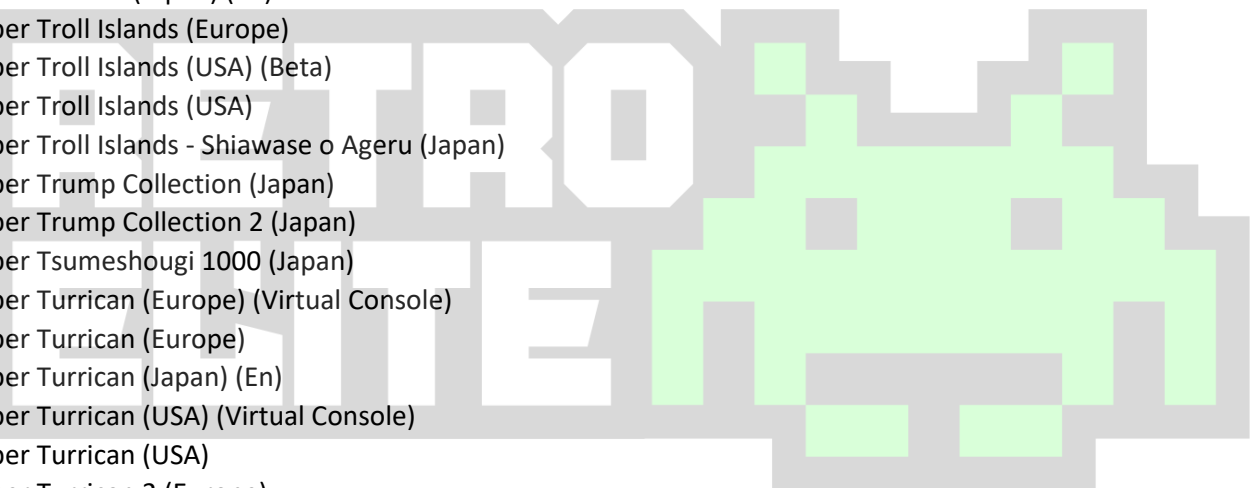 per Troll Islands (Europe)
per Troll Islands (USA) (Beta)
per Troll Islands (USA)
per Troll Islands - Shiawase o Ageru (Japan)
per Trump Collection (Japan)
per Trump Collection 2 (Japan)
per Tsumeshougi 1000 (Japan)
per Turrican (Europe) (Virtual Console)
per Turrican (Europe)
per Turrican (Japan) (En)
per Turrican (USA) (Virtual Console)
per Turrican (USA)
RETRO
ELITE